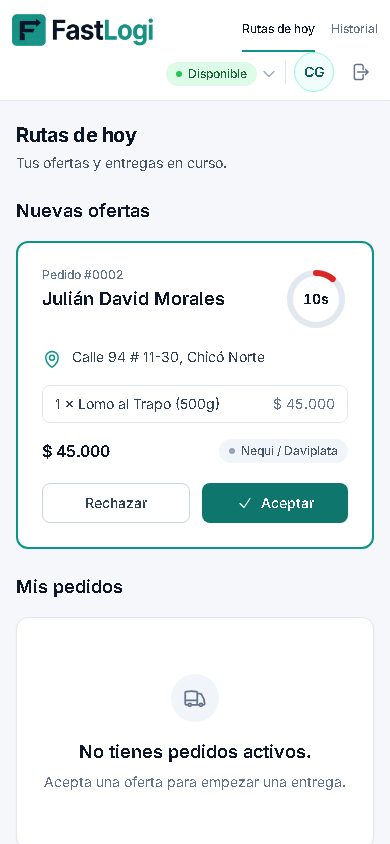 FastLogi
Rutas de hoy
Historial
Disponible
CG
Rutas de hoy
Tus ofertas y entregas en curso.
Nuevas ofertas
Pedido #0002
Julián David Morales
10s
Calle 94 # 11-30, Chicó Norte
1 × Lomo al Trapo (500g) $ 45.000
$ 45.000 Nequi / Daviplata
Rechazar
Aceptar
Mis pedidos
No tienes pedidos activos.
Acepta una oferta para empezar una entrega.